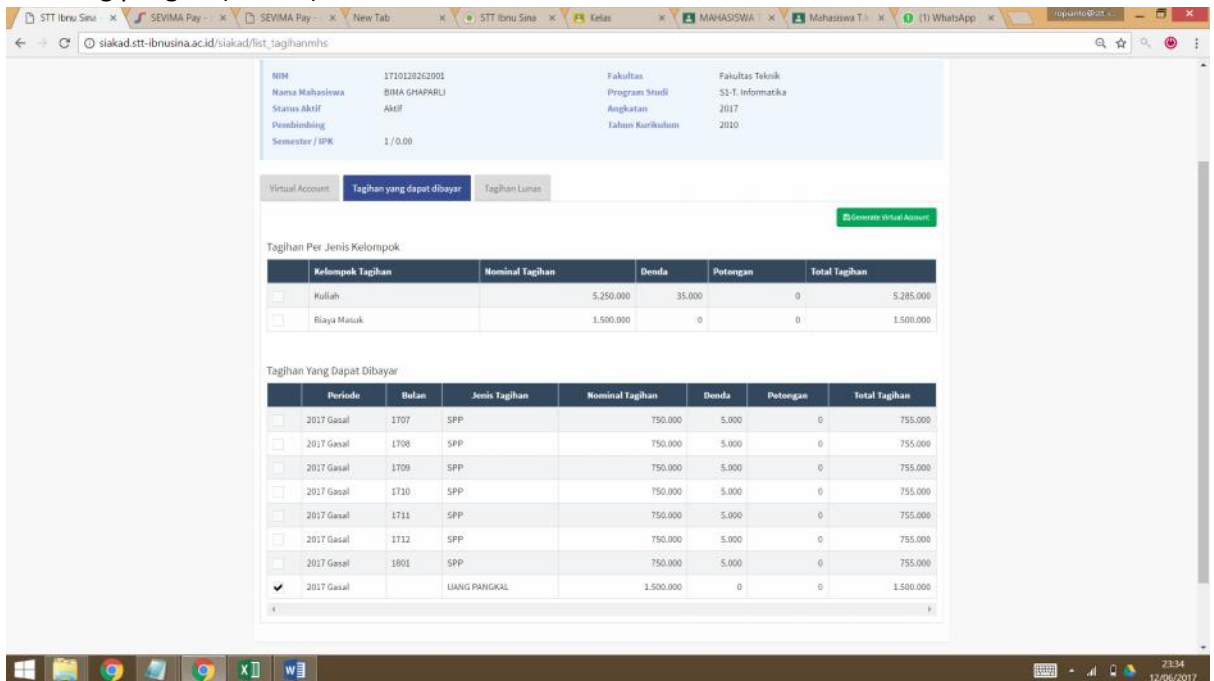 STT Ibnu Sina
SEVIMA Pay -
SEVIMA Pay -
New Tab
STT Ibnu Sina
Kelas
MAHASISWA T
Mahasiswa T.I
(1) WhatsApp
siakad.stt-ibnusina.ac.id/siakad/list_tagihanmhs
NIM 1710128262001 Fakultas Fakultas Teknik
Nama Mahasiswa BIMA GHAPARLI Program Studi S1-T. Informatika
Status Aktif Aktif Angkatan 2017
Pembimbing Tahun Kurikulum 2010
Semester / IPK 1 / 0.00
Virtual Account Tagihan yang dapat dibayar Tagihan Lunas
Generate Virtual Account
Tagihan Per Jenis Kelompok
Kelompok Tagihan Nominal Tagihan Denda Potongan Total Tagihan
Kuliah 5.250.000 35.000 0 5.285.000
Biaya Masuk 1.500.000 0 0 1.500.000
Tagihan Yang Dapat Dibayar
Periode Bulan Jenis Tagihan Nominal Tagihan Denda Potongan Total Tagihan
2017 Gasal 1707 SPP 750.000 5.000 0 755.000
2017 Gasal 1708 SPP 750.000 5.000 0 755.000
2017 Gasal 1709 SPP 750.000 5.000 0 755.000
2017 Gasal 1710 SPP 750.000 5.000 0 755.000
2017 Gasal 1711 SPP 750.000 5.000 0 755.000
2017 Gasal 1712 SPP 750.000 5.000 0 755.000
2017 Gasal 1801 SPP 750.000 5.000 0 755.000
2017 Gasal UANG PANGKAL 1.500.000 0 0 1.500.000
23:34
12/06/2017